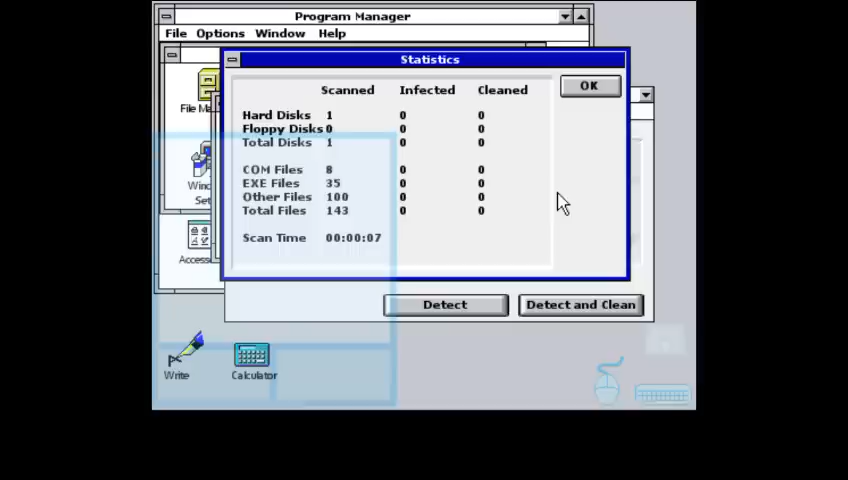 Program Manager
File Options Window Help
Statistics
Scanned Infected Cleaned
OK
Hard Disks 1 0 0
Floppy Disks 0 0 0
Total Disks 1 0 0
COM Files 8 0 0
EXE Files 35 0 0
Other Files 100 0 0
Total Files 143 0 0
Scan Time 00:00:07
File Ma
Wind
Set
Access
Detect Detect and Clean
Write Calculator